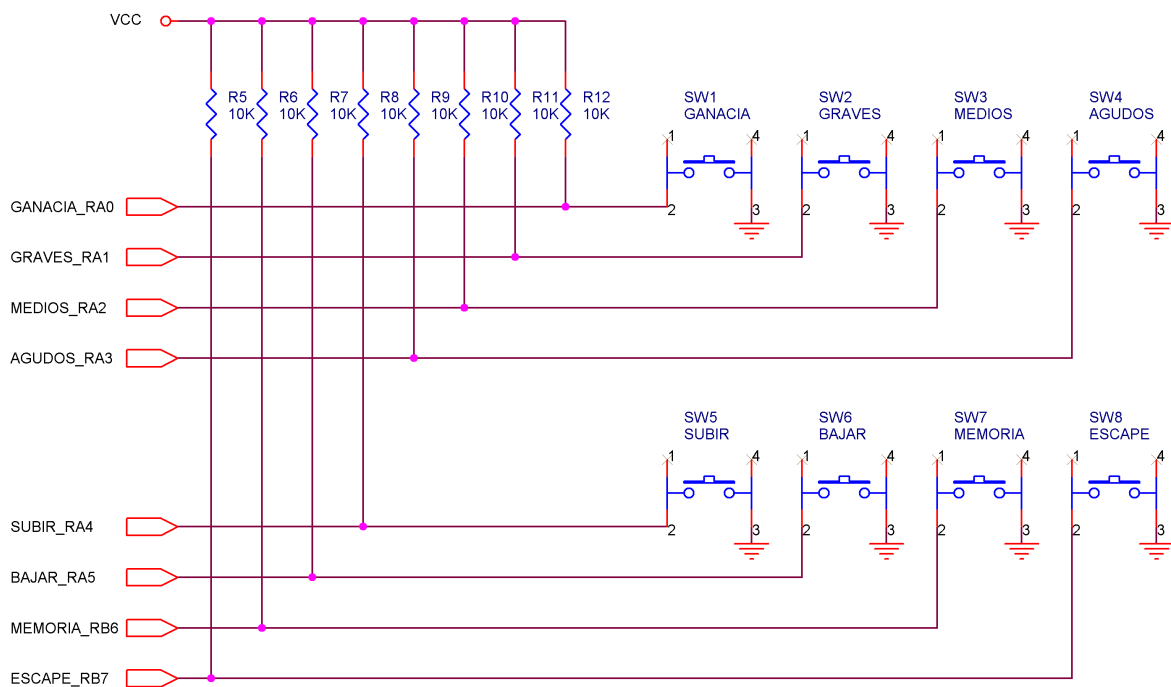 VCC
R5
10K
R6
10K
R7
10K
R8
10K
R9
10K
R10
10K
R11
10K
R12
10K
SW1
GANACIA
1
4
2
3
SW2
GRAVES
1
4
2
3
SW3
MEDIOS
1
4
2
3
SW4
AGUDOS
1
4
2
3
GANACIA_RA0
GRAVES_RA1
MEDIOS_RA2
AGUDOS_RA3
SW5
SUBIR
1
4
2
3
SW6
BAJAR
1
4
2
3
SW7
MEMORIA
1
4
2
3
SW8
ESCAPE
1
4
2
3
SUBIR_RA4
BAJAR_RA5
MEMORIA_RB6
ESCAPE_RB7